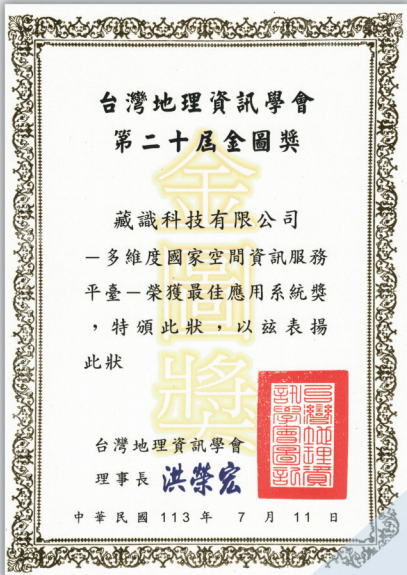 台灣地理資訊學會
第二十屆金圖獎
藏識科技有限公司
－多維度國家空間資訊服務
平臺－榮獲最佳應用系統獎
，特頒此狀，以茲表揚
此狀
金圖獎
台灣地理資訊學會
理事長 洪榮宏
中華民國 113 年 7 月 11 日